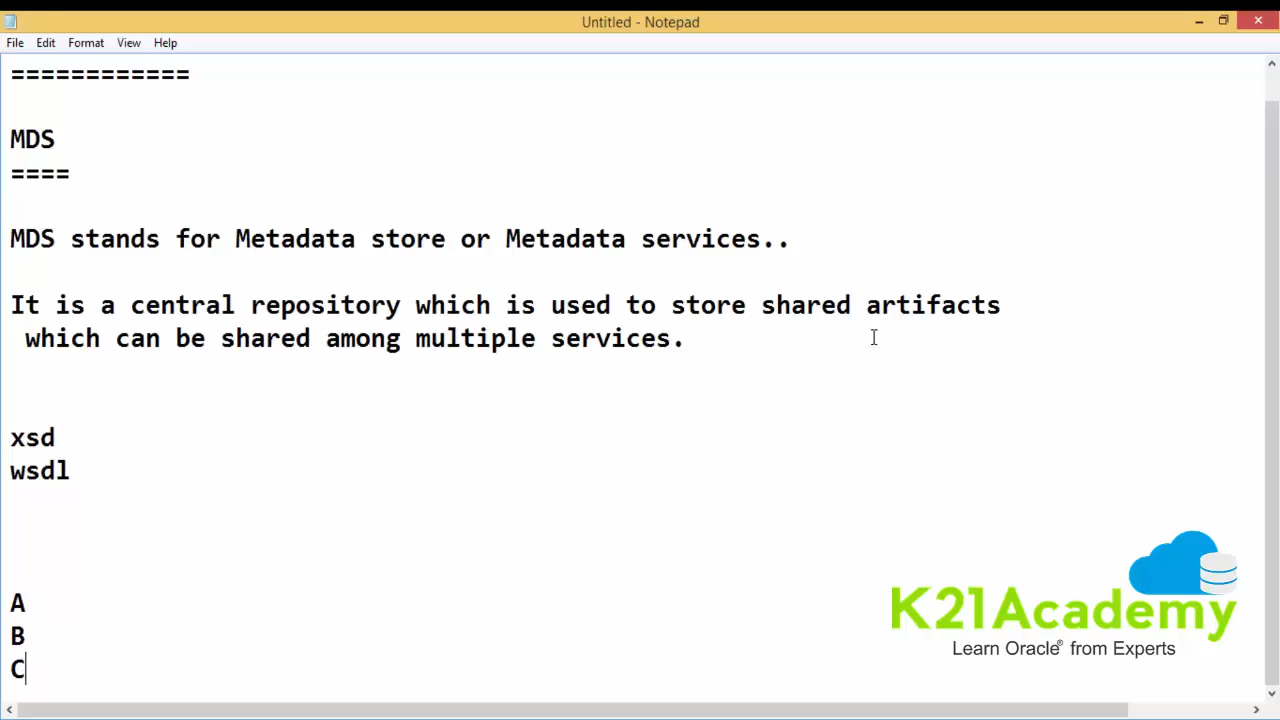 Untitled - Notepad
File Edit Format View Help
============
MDS
====
MDS stands for Metadata store or Metadata services..
It is a central repository which is used to store shared artifacts
which can be shared among multiple services.
xsd
wsdl
A
B
C
K21Academy
Learn Oracle® from Experts